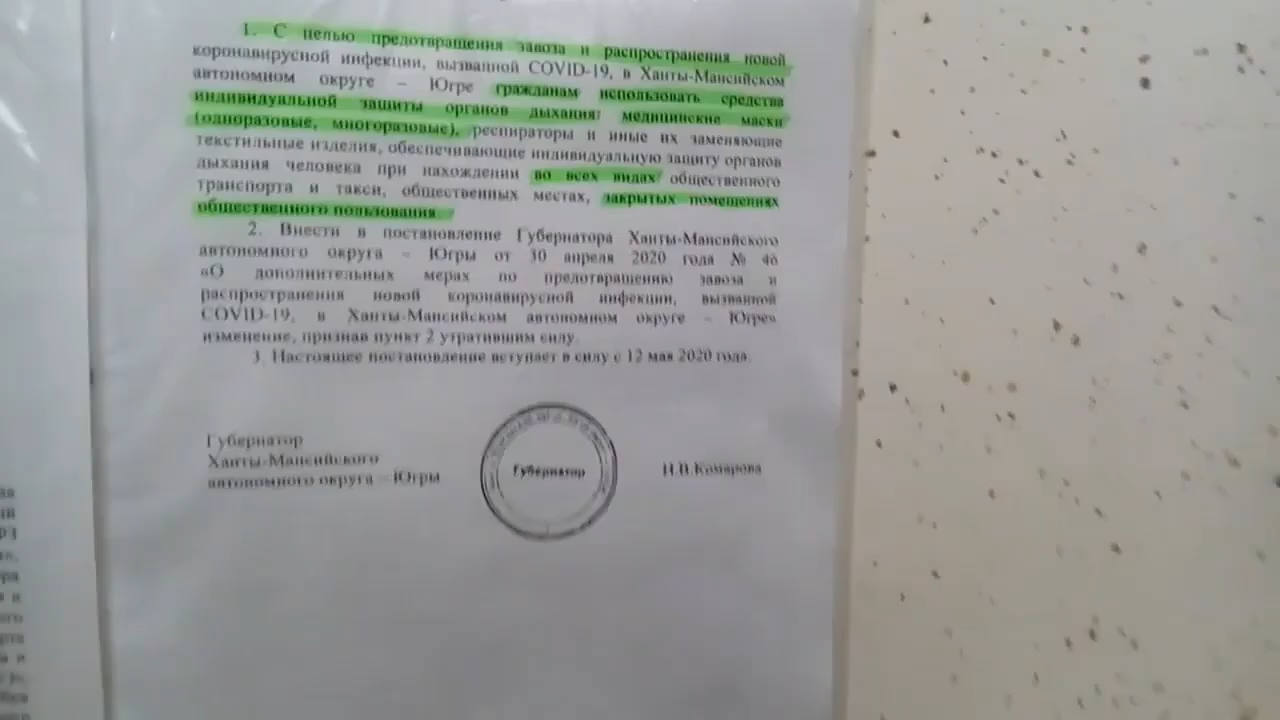 1. С целью предотвращения завоза и распространения новой
коронавирусной инфекции, вызванной COVID-19, в Ханты-Мансийском
автономном округе – Югре гражданам использовать средства
индивидуальной защиты органов дыхания: медицинские маски
(одноразовые, многоразовые), респираторы и иные их заменяющие
текстильные изделия, обеспечивающие индивидуальную защиту органов
дыхания человека при нахождении во всех видах общественного
транспорта и такси, общественных местах, закрытых помещениях
общественного пользования.
2. Внести в постановление Губернатора Ханты-Мансийского
автономного округа – Югры от 30 апреля 2020 года № 46
«О дополнительных мерах по предотвращению завоза и
распространения новой коронавирусной инфекции, вызванной
COVID-19, в Ханты-Мансийском автономном округе – Югре»
изменение, признав пункт 2 утратившим силу.
3. Настоящее постановление вступает в силу с 12 мая 2020 года.
Губернатор
Ханты-Мансийского
автономного округа – Югры
Губернатор
Н.В.Комарова